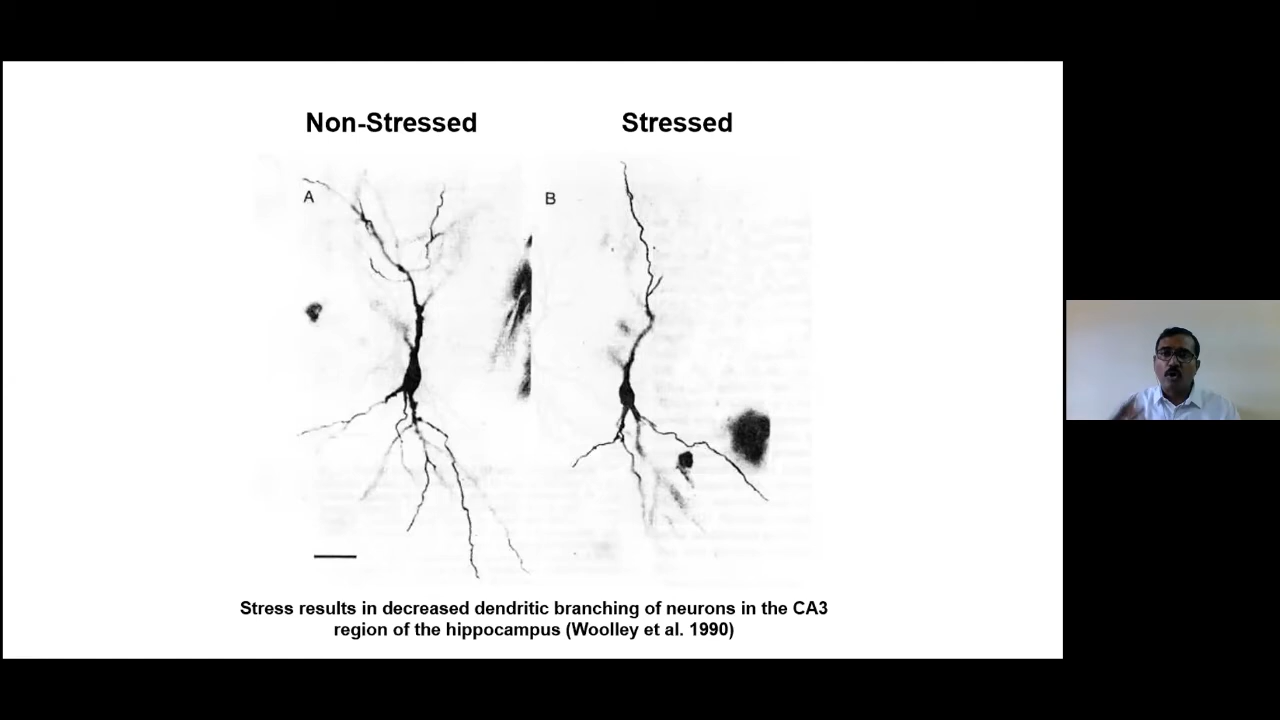 Non-Stressed
Stressed
A
B
Stress results in decreased dendritic branching of neurons in the CA3
region of the hippocampus (Woolley et al. 1990)